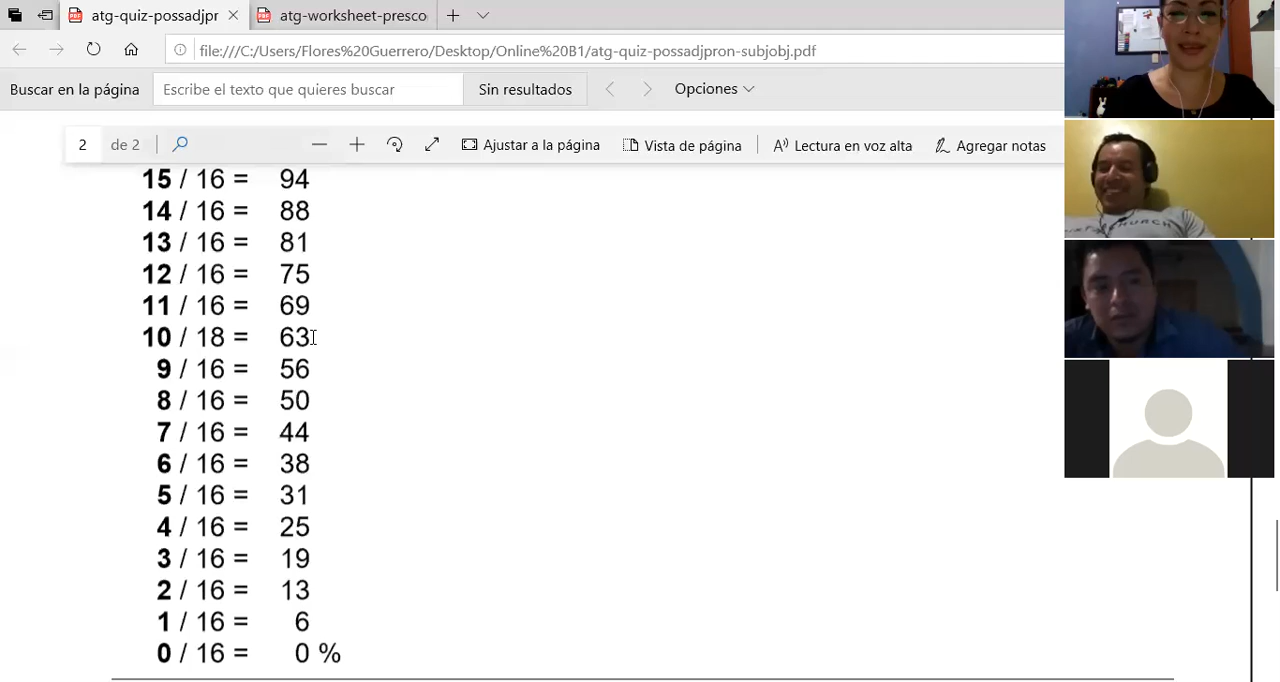 atg-quiz-possadjpr
atg-worksheet-presco
file:///C:/Users/Flores%20Guerrero/Desktop/Online%20B1/atg-quiz-possadjpron-subjobj.pdf
Buscar en la página
Escribe el texto que quieres buscar
Sin resultados
Opciones
2 de 2
Ajustar a la página
Vista de página
Lectura en voz alta
Agregar notas
15 / 16 = 94
14 / 16 = 88
13 / 16 = 81
12 / 16 = 75
11 / 16 = 69
10 / 18 = 63
9 / 16 = 56
8 / 16 = 50
7 / 16 = 44
6 / 16 = 38
5 / 16 = 31
4 / 16 = 25
3 / 16 = 19
2 / 16 = 13
1 / 16 = 6
0 / 16 = 0 %